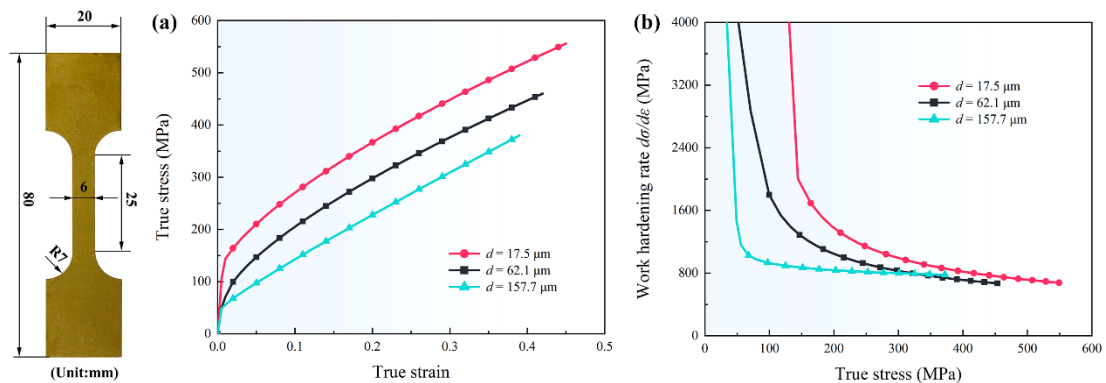 20
80
6
25
R7
(Unit:mm)
(a)
True stress (MPa)
600
500
400
300
200
100
0
d = 17.5 μm
d = 62.1 μm
d = 157.7 μm
0.0 0.1 0.2 0.3 0.4 0.5
True strain
(b)
Work hardening rate dσ/dε (MPa)
4000
3200
2400
1600
800
0
d = 17.5 μm
d = 62.1 μm
d = 157.7 μm
0 100 200 300 400 500 600
True stress (MPa)